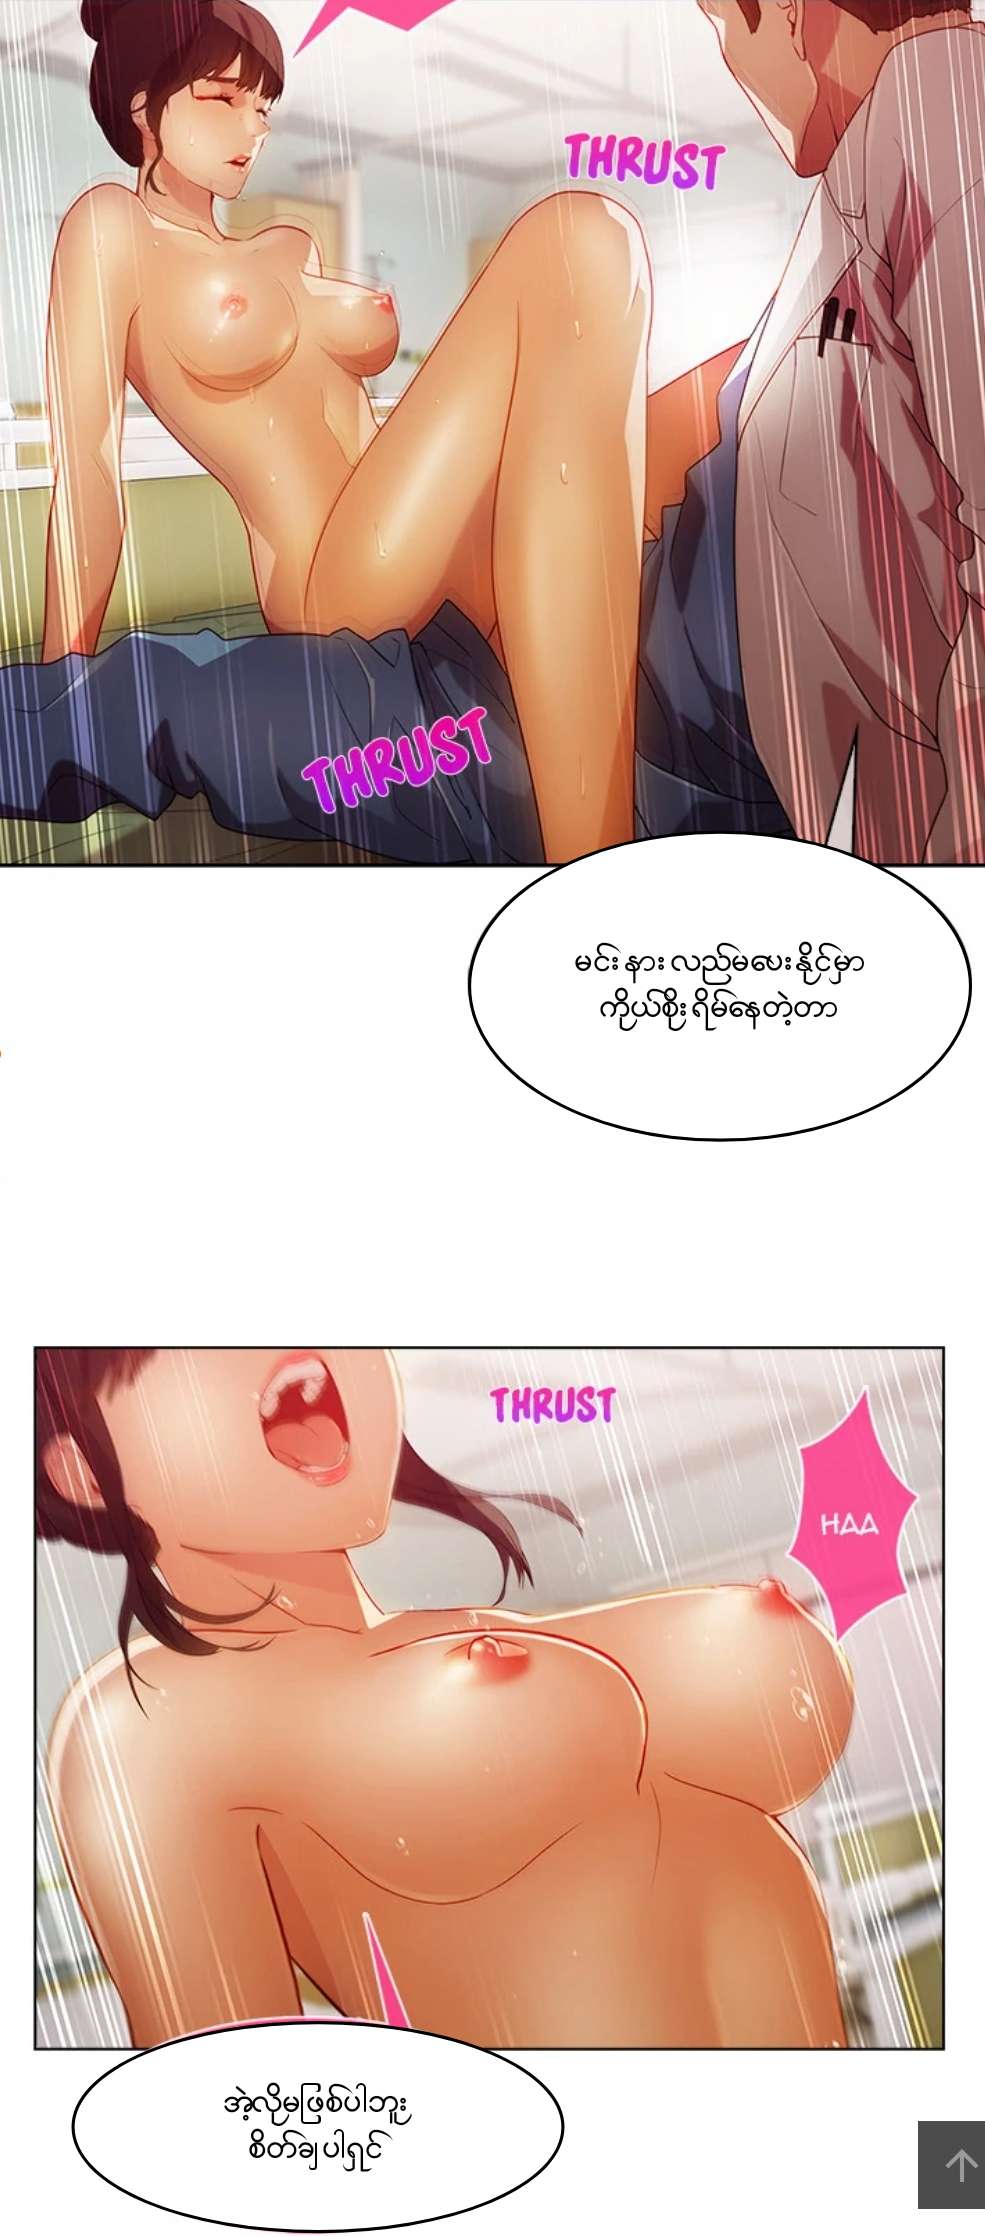 THRUST
THRUST
မင်းနားလည်မပေးနိုင်မှာ
ကိုယ်စိုးရိမ်နေတဲ့တာ
THRUST
HAA
အဲ့လိုမဖြစ်ပါဘူး
စိတ်ချပါရှင်